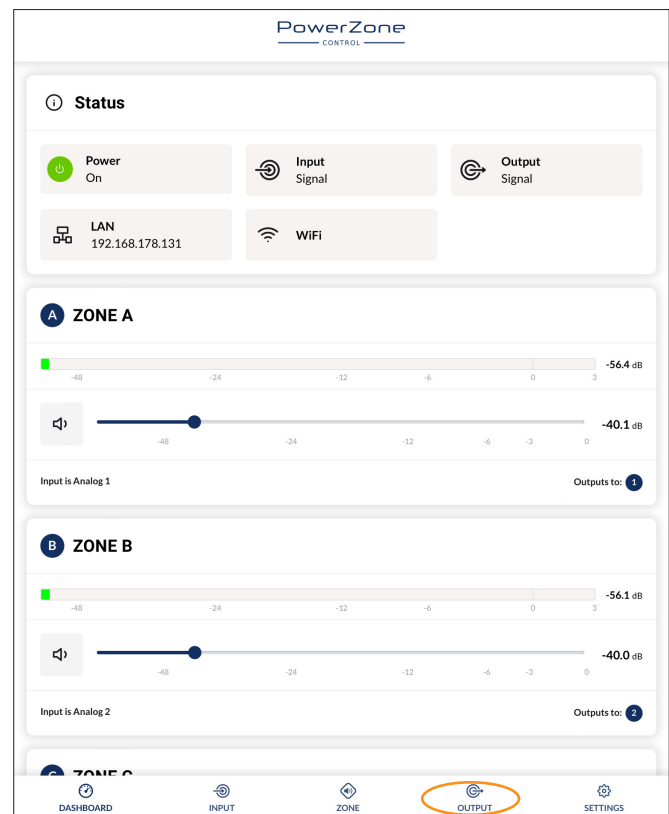 PowerZone
CONTROL
Status
Power
On
Input
Signal
Output
Signal
LAN
192.168.178.131
WiFi
A ZONE A
-56.4 dB
-48 -24 -12 -6 0 3
-40.1 dB
-48 -24 -12 -6 -3 0
Input is Analog 1 Outputs to: 1
B ZONE B
-56.1 dB
-48 -24 -12 -6 0 3
-40.0 dB
-48 -24 -12 -6 -3 0
Input is Analog 2 Outputs to: 2
C ZONE C
DASHBOARD INPUT ZONE OUTPUT SETTINGS